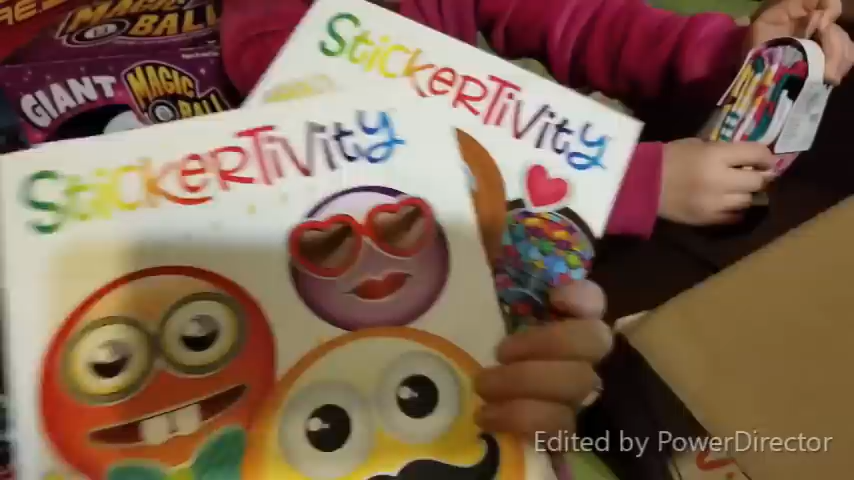 MAGIC
BALL
GIANT
MAGIC
BALL
StickerTivity
StickerTivity
Edited by PowerDirector